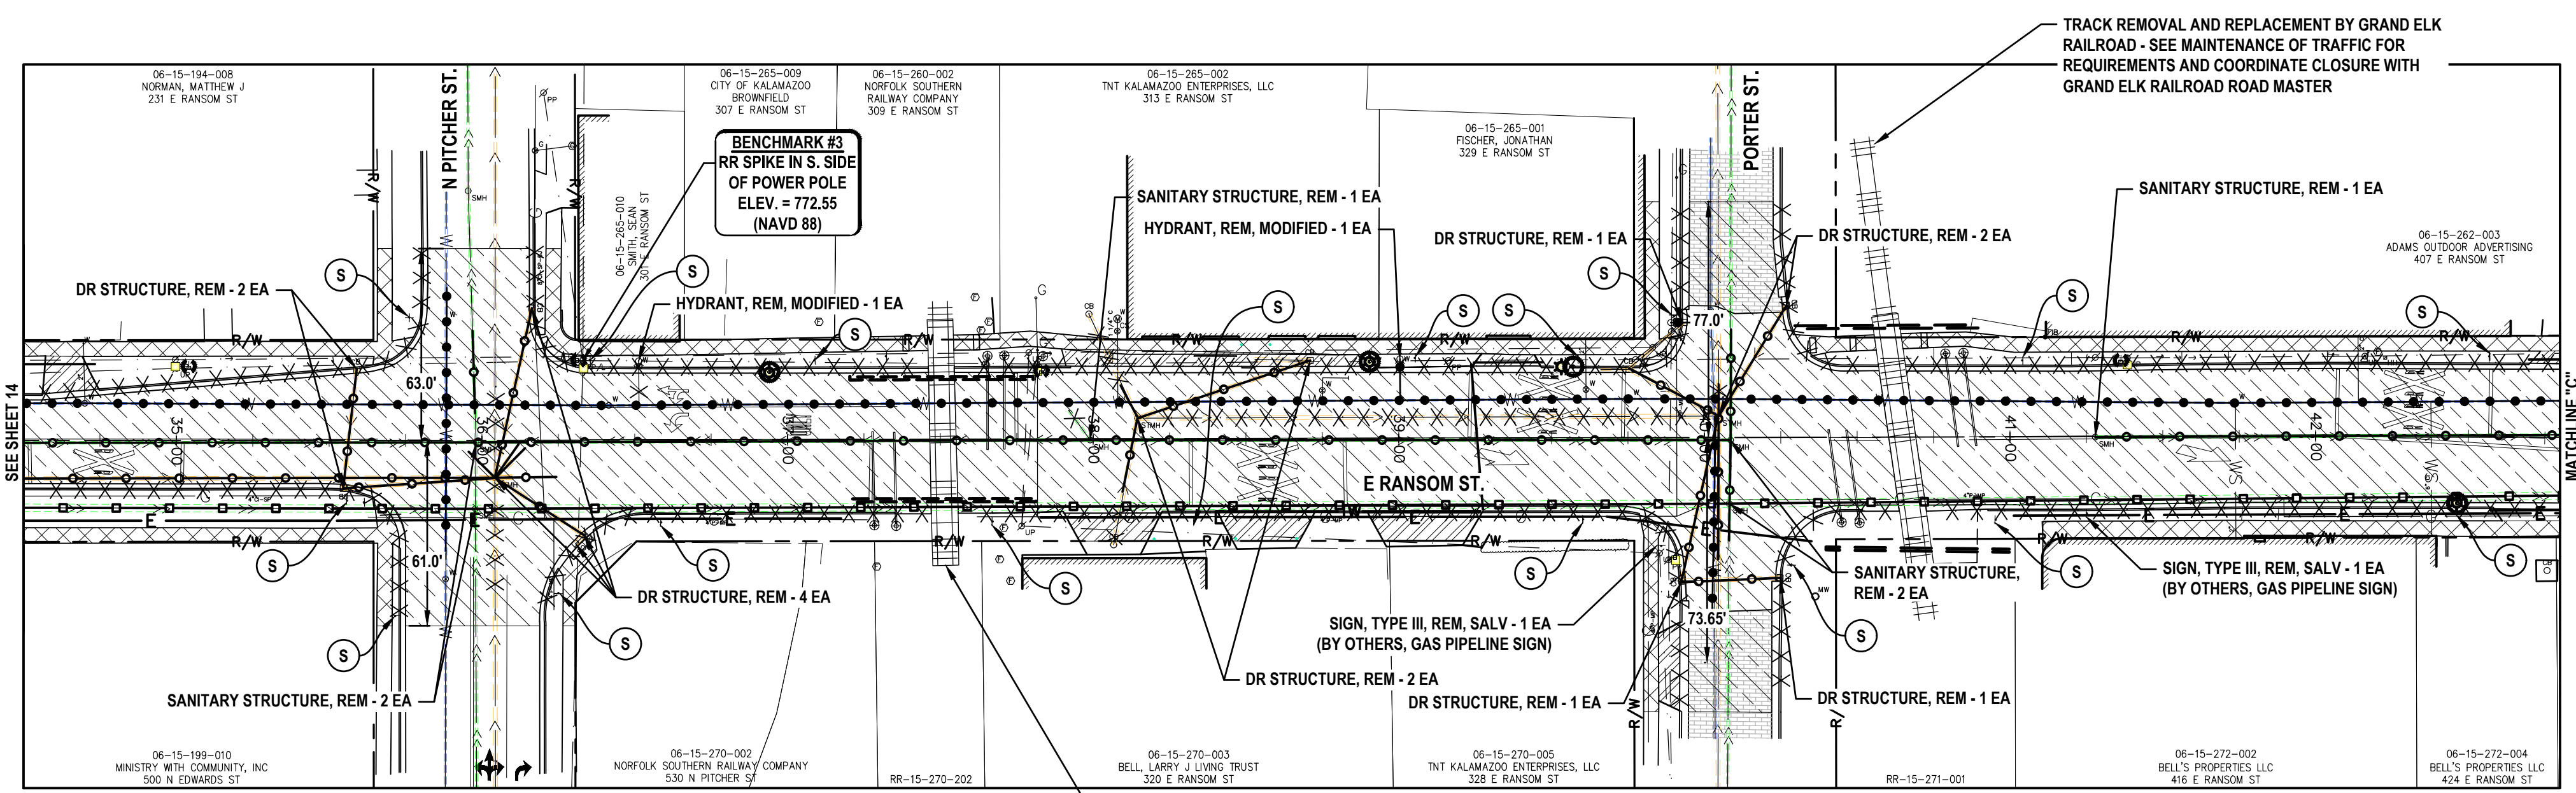 TRACK REMOVAL AND REPLACEMENT BY GRAND ELK
RAILROAD - SEE MAINTENANCE OF TRAFFIC FOR
REQUIREMENTS AND COORDINATE CLOSURE WITH
GRAND ELK RAILROAD ROAD MASTER
06-15-194-008
NORMAN, MATTHEW J
231 E RANSOM ST
N PITCHER ST.
06-15-265-009
CITY OF KALAMAZOO
BROWNFIELD
307 E RANSOM ST
06-15-260-002
NORFOLK SOUTHERN
RAILWAY COMPANY
309 E RANSOM ST
06-15-265-002
TNT KALAMAZOO ENTERPRISES, LLC
313 E RANSOM ST
06-15-265-001
FISCHER, JONATHAN
329 E RANSOM ST
PORTER ST.
06-15-262-003
ADAMS OUTDOOR ADVERTISING
407 E RANSOM ST
06-15-265-010
SMITH, SEAN
301 E RANSOM ST
BENCHMARK #3
RR SPIKE IN S. SIDE
OF POWER POLE
ELEV. = 772.55
(NAVD 88)
SANITARY STRUCTURE, REM - 1 EA
HYDRANT, REM, MODIFIED - 1 EA
DR STRUCTURE, REM - 1 EA
DR STRUCTURE, REM - 2 EA
SANITARY STRUCTURE, REM - 1 EA
DR STRUCTURE, REM - 2 EA
HYDRANT, REM, MODIFIED - 1 EA
S
S
S
S
S
S
S
S
S
R/W
R/W
R/W
R/W
R/W
R/W
R/W
R/W
PP
SMH
77.0'
63.0'
SEE SHEET 14
MATCHLINE "C"
35+00
41+00
42+00
STMH
SMH
E RANSOM ST.
61.0'
R/W
R/W
R/W
R/W
R/W
R/W
S
S
S
S
S
S
S
S
S
UP
MW
DR STRUCTURE, REM - 4 EA
SIGN, TYPE III, REM, SALV - 1 EA
(BY OTHERS, GAS PIPELINE SIGN)
73.65'
SANITARY STRUCTURE,
REM - 2 EA
SIGN, TYPE III, REM, SALV - 1 EA
(BY OTHERS, GAS PIPELINE SIGN)
SANITARY STRUCTURE, REM - 2 EA
DR STRUCTURE, REM - 2 EA
DR STRUCTURE, REM - 1 EA
DR STRUCTURE, REM - 1 EA
R/W
R/W
06-15-199-010
MINISTRY WITH COMMUNITY, INC
500 N EDWARDS ST
06-15-270-002
NORFOLK SOUTHERN RAILWAY COMPANY
530 N PITCHER ST
RR-15-270-202
06-15-270-003
BELL, LARRY J LIVING TRUST
320 E RANSOM ST
06-15-270-005
TNT KALAMAZOO ENTERPRISES, LLC
328 E RANSOM ST
RR-15-271-001
06-15-272-002
BELL'S PROPERTIES LLC
416 E RANSOM ST
06-15-272-004
BELL'S PROPERTIES LLC
424 E RANSOM ST